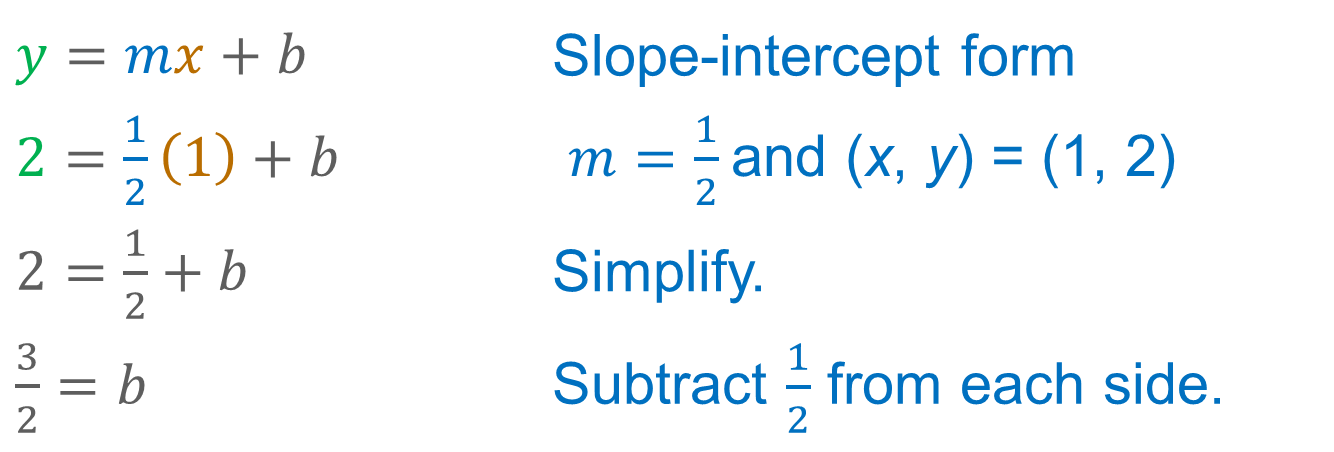 y = mx + b Slope-intercept form
2 = 1/2 (1) + b m = 1/2 and (x, y) = (1, 2)
2 = 1/2 + b Simplify.
3/2 = b Subtract 1/2 from each side.